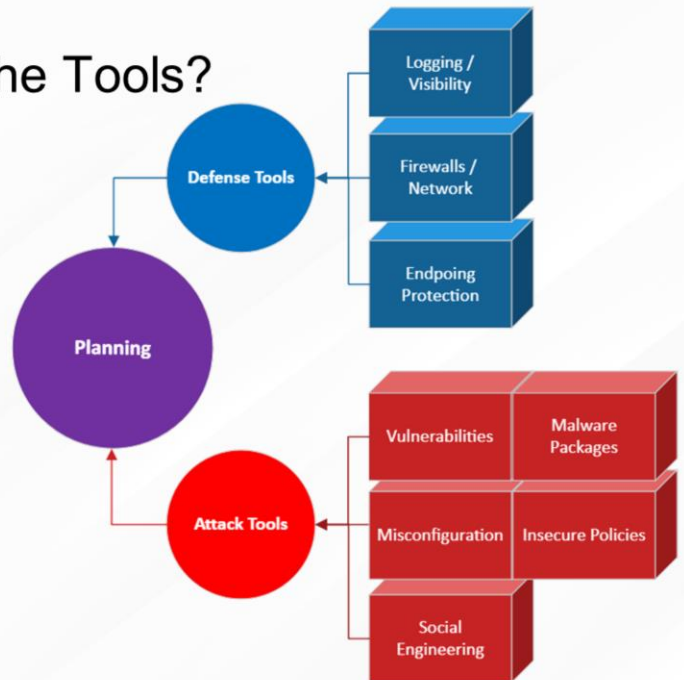 he Tools?
Logging /
Visibility
Defense Tools
Firewalls /
Network
Endpoing
Protection
Planning
Vulnerabilities
Malware
Packages
Attack Tools
Misconfiguration
Insecure Policies
Social
Engineering